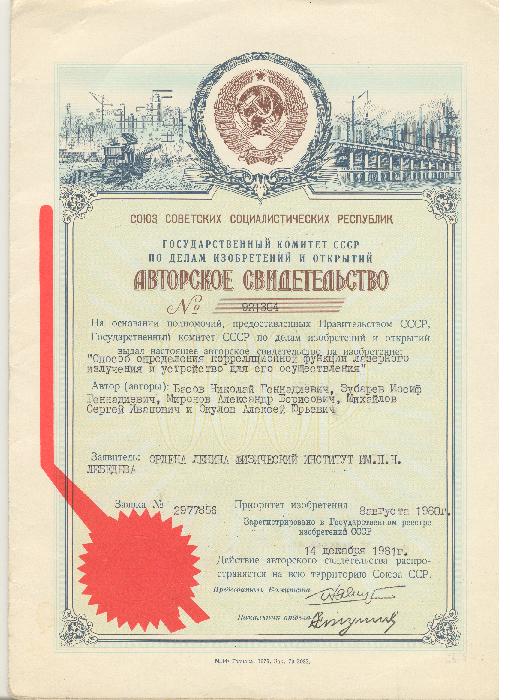 СОЮЗ СОВЕТСКИХ СОЦИАЛИСТИЧЕСКИХ РЕСПУБЛИК
ГОСУДАРСТВЕННЫЙ КОМИТЕТ СССР
ПО ДЕЛАМ ИЗОБРЕТЕНИЙ И ОТКРЫТИЙ
АВТОРСКОЕ СВИДЕТЕЛЬСТВО
№ 921364
На основании полномочий, предоставленных Правительством СССР,
Государственный комитет СССР по делам изобретений и открытий
выдал настоящее авторское свидетельство на изобретение:
"Способ определения корреляционной функции лазерного
излучения и устройство для его осуществления"
Автор (авторы): Басов Николай Геннадиевич, Зубарев Иосиф
Геннадиевич, Миронов Александр Борисович, Михайлов
Сергей Иванович и Окулов Алексей Юрьевич
Заявитель: ОРДЕНА ЛЕНИНА ФИЗИЧЕСКИЙ ИНСТИТУТ ИМ.П.Н.
ЛЕБЕДЕВА
Заявка № 2977856 Приоритет изобретения 8августа 1980г.
Зарегистрировано в Государственном реестре
изобретений СССР
14 декабря 1981г.
Действие авторского свидетельства распро-
страняется на всю территорию Союза ССР.
Председатель Комитета
Начальник отдела